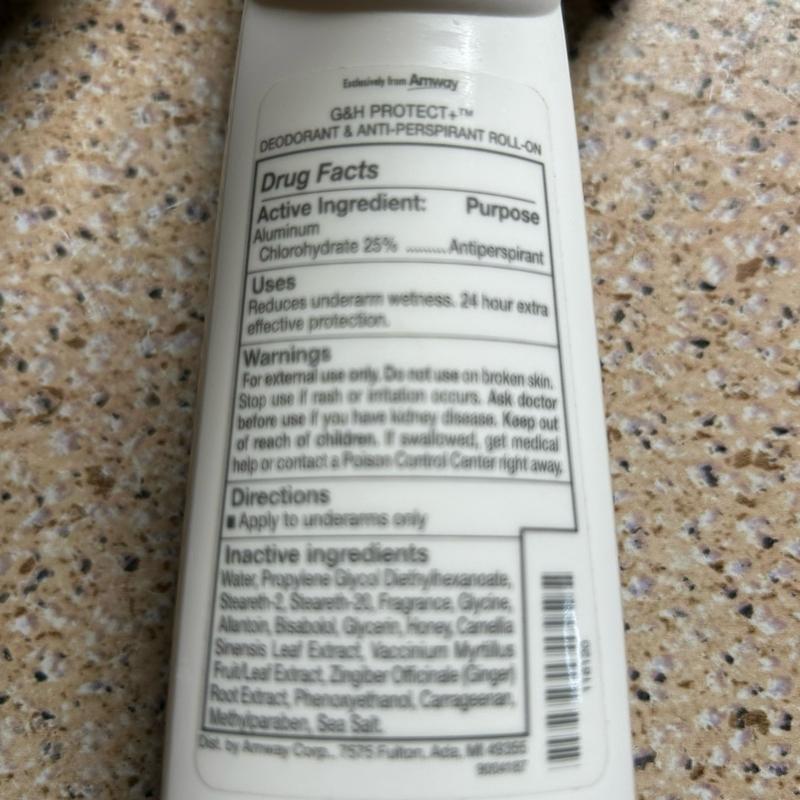 Exclusively from Amway
G&H PROTECT+™
DEODORANT & ANTI-PERSPIRANT ROLL-ON
Drug Facts
Active Ingredient: Purpose
Aluminum
Chlorohydrate 25% ......... Antiperspirant
Uses
Reduces underarm wetness. 24 hour extra
effective protection.
Warnings
For external use only. Do not use on broken skin.
Stop use if rash or irritation occurs. Ask doctor
before use if you have kidney disease. Keep out
of reach of children. If swallowed, get medical
help or contact a Poison Control Center right away.
Directions
■ Apply to underarms only
Inactive ingredients
Water, Propylene Glycol Diethylhexanoate,
Steareth-2, Steareth-20, Fragrance, Glycine,
Allantoin, Bisabolol, Glycerin, Honey, Camellia
Sinensis Leaf Extract, Vaccinium Myrtillus
Fruit/Leaf Extract, Zingiber Officinale (Ginger)
Root Extract, Phenoxyethanol, Carrageenan,
Methylparaben, Sea Salt.
Dist. by Amway Corp., 7575 Fulton, Ada, MI 49355